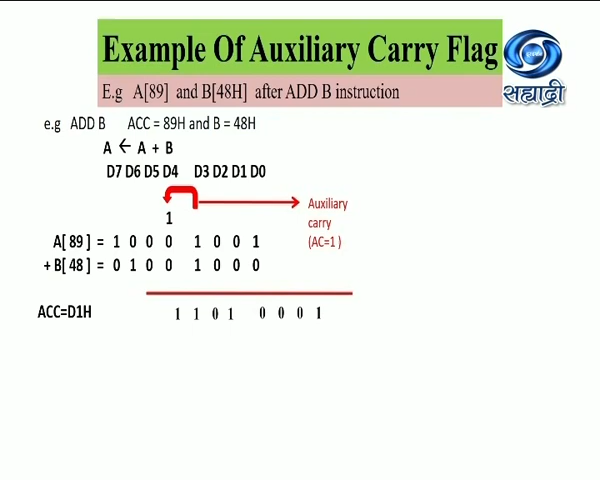 Example Of Auxiliary Carry Flag
E.g A[89] and B[48H] after ADD B instruction
सह्याद्री
e.g ADD B ACC = 89H and B = 48H
A ← A + B
D7 D6 D5 D4 D3 D2 D1 D0
Auxiliary
carry
(AC=1 )
1
A[ 89 ] = 1 0 0 0 1 0 0 1
+ B[ 48 ] = 0 1 0 0 1 0 0 0
ACC=D1H 1 1 0 1 0 0 0 1